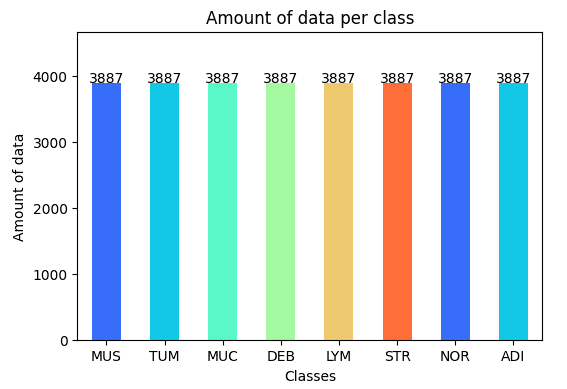 Amount of data per class
3887 3887 3887 3887 3887 3887 3887 3887
4000
3000
2000
1000
0
Amount of data
MUS TUM MUC DEB LYM STR NOR ADI
Classes